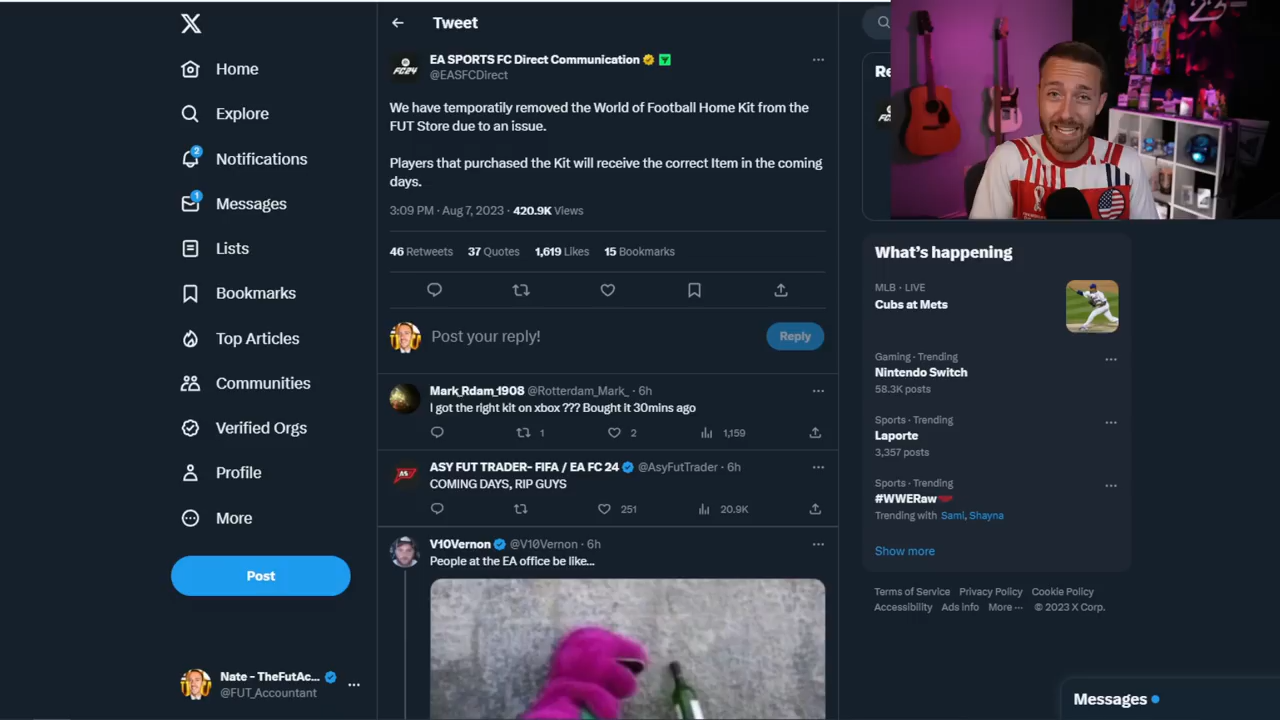 Home
Explore
2
Notifications
1
Messages
Lists
Bookmarks
Top Articles
Communities
Verified Orgs
Profile
More
Post
Nate - TheFutAc...
@FUT_Accountant
Tweet
FC24
EA SPORTS FC Direct Communication
@EASFCDirect
We have temporatily removed the World of Football Home Kit from the
FUT Store due to an issue.
Players that purchased the Kit will receive the correct Item in the coming
days.
3:09 PM · Aug 7, 2023 · 420.9K Views
46 Retweets 37 Quotes 1,619 Likes 15 Bookmarks
Post your reply!
Reply
Mark_Rdam_1908 @Rotterdam_Mark_ · 6h
I got the right kit on xbox ??? Bought it 30mins ago
1
2
1,159
AS
ASY FUT TRADER- FIFA / EA FC 24 @AsyFutTrader · 6h
COMING DAYS, RIP GUYS
251
20.9K
V10Vernon @V10Vernon · 6h
People at the EA office be like...
Re
23
What's happening
MLB · LIVE
Cubs at Mets
Gaming · Trending
Nintendo Switch
58.3K posts
Sports · Trending
Laporte
3,357 posts
Sports · Trending
#WWERaw
Trending with Sami, Shayna
Show more
Terms of Service Privacy Policy Cookie Policy
Accessibility Ads info More ··· © 2023 X Corp.
Messages